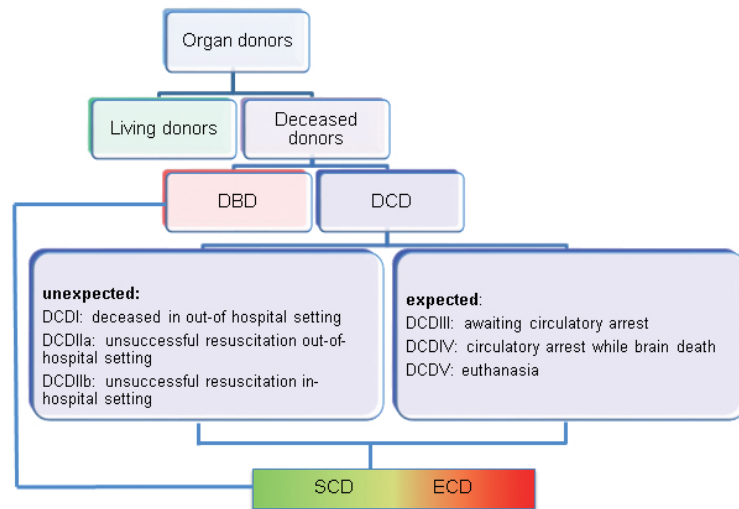 Organ donors
Living donors
Deceased
donors
DBD
DCD
unexpected:
DCDI: deceased in out-of hospital setting
DCDIIa: unsuccessful resuscitation out-of-
hospital setting
DCDIIb: unsuccessful resuscitation in-
hospital setting
expected:
DCDIII: awaiting circulatory arrest
DCDIV: circulatory arrest while brain death
DCDV: euthanasia
SCD
ECD